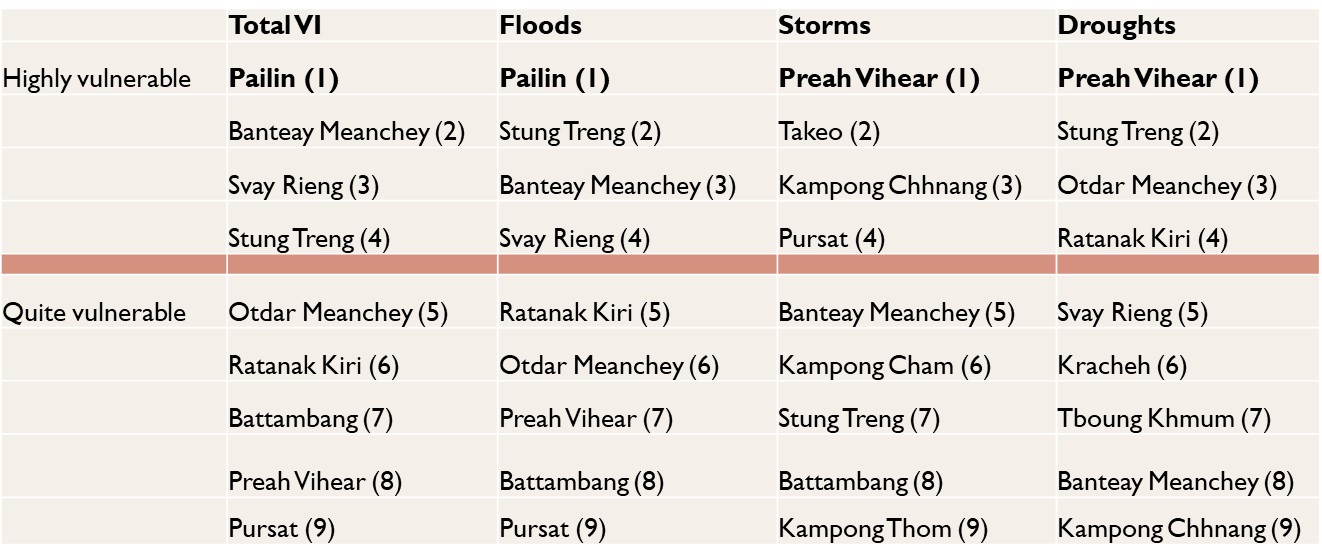 Total VI Floods Storms Droughts
Highly vulnerable Pailin (1) Pailin (1) Preah Vihear (1) Preah Vihear (1)
Banteay Meanchey (2) Stung Treng (2) Takeo (2) Stung Treng (2)
Svay Rieng (3) Banteay Meanchey (3) Kampong Chhnang (3) Otdar Meanchey (3)
Stung Treng (4) Svay Rieng (4) Pursat (4) Ratanak Kiri (4)
Quite vulnerable Otdar Meanchey (5) Ratanak Kiri (5) Banteay Meanchey (5) Svay Rieng (5)
Ratanak Kiri (6) Otdar Meanchey (6) Kampong Cham (6) Kracheh (6)
Battambang (7) Preah Vihear (7) Stung Treng (7) Tboung Khmum (7)
Preah Vihear (8) Battambang (8) Battambang (8) Banteay Meanchey (8)
Pursat (9) Pursat (9) Kampong Thom (9) Kampong Chhnang (9)